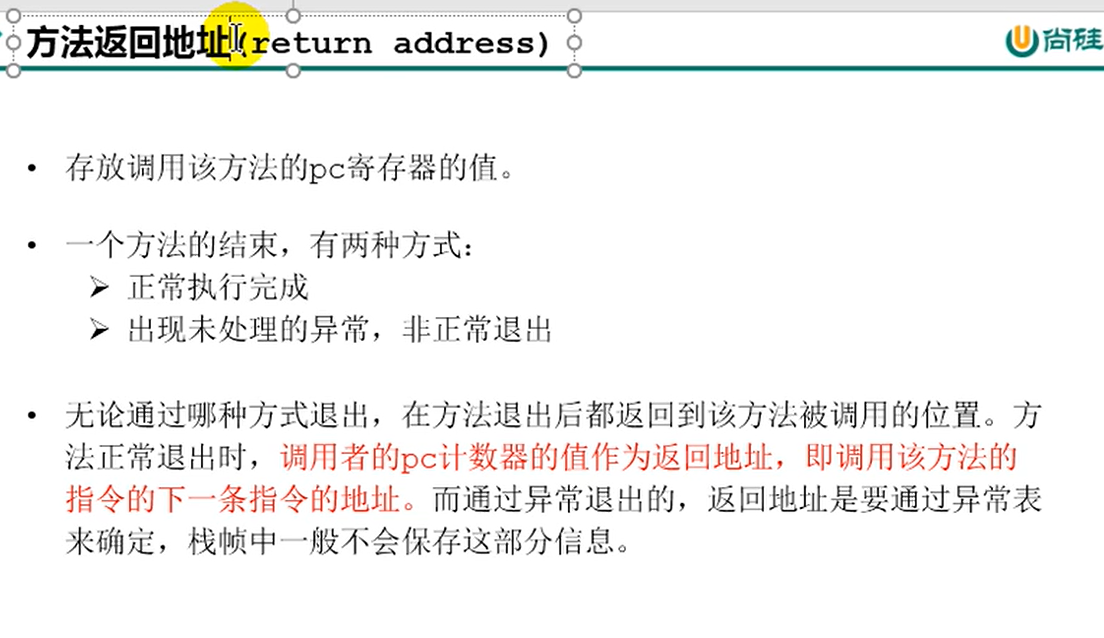 方法返回地址(return address)
尚硅
• 存放调用该方法的pc寄存器的值。
• 一个方法的结束，有两种方式：
➢ 正常执行完成
➢ 出现未处理的异常，非正常退出
• 无论通过哪种方式退出，在方法退出后都返回到该方法被调用的位置。方
法正常退出时，调用者的pc计数器的值作为返回地址，即调用该方法的
指令的下一条指令的地址。而通过异常退出的，返回地址是要通过异常表
来确定，栈帧中一般不会保存这部分信息。